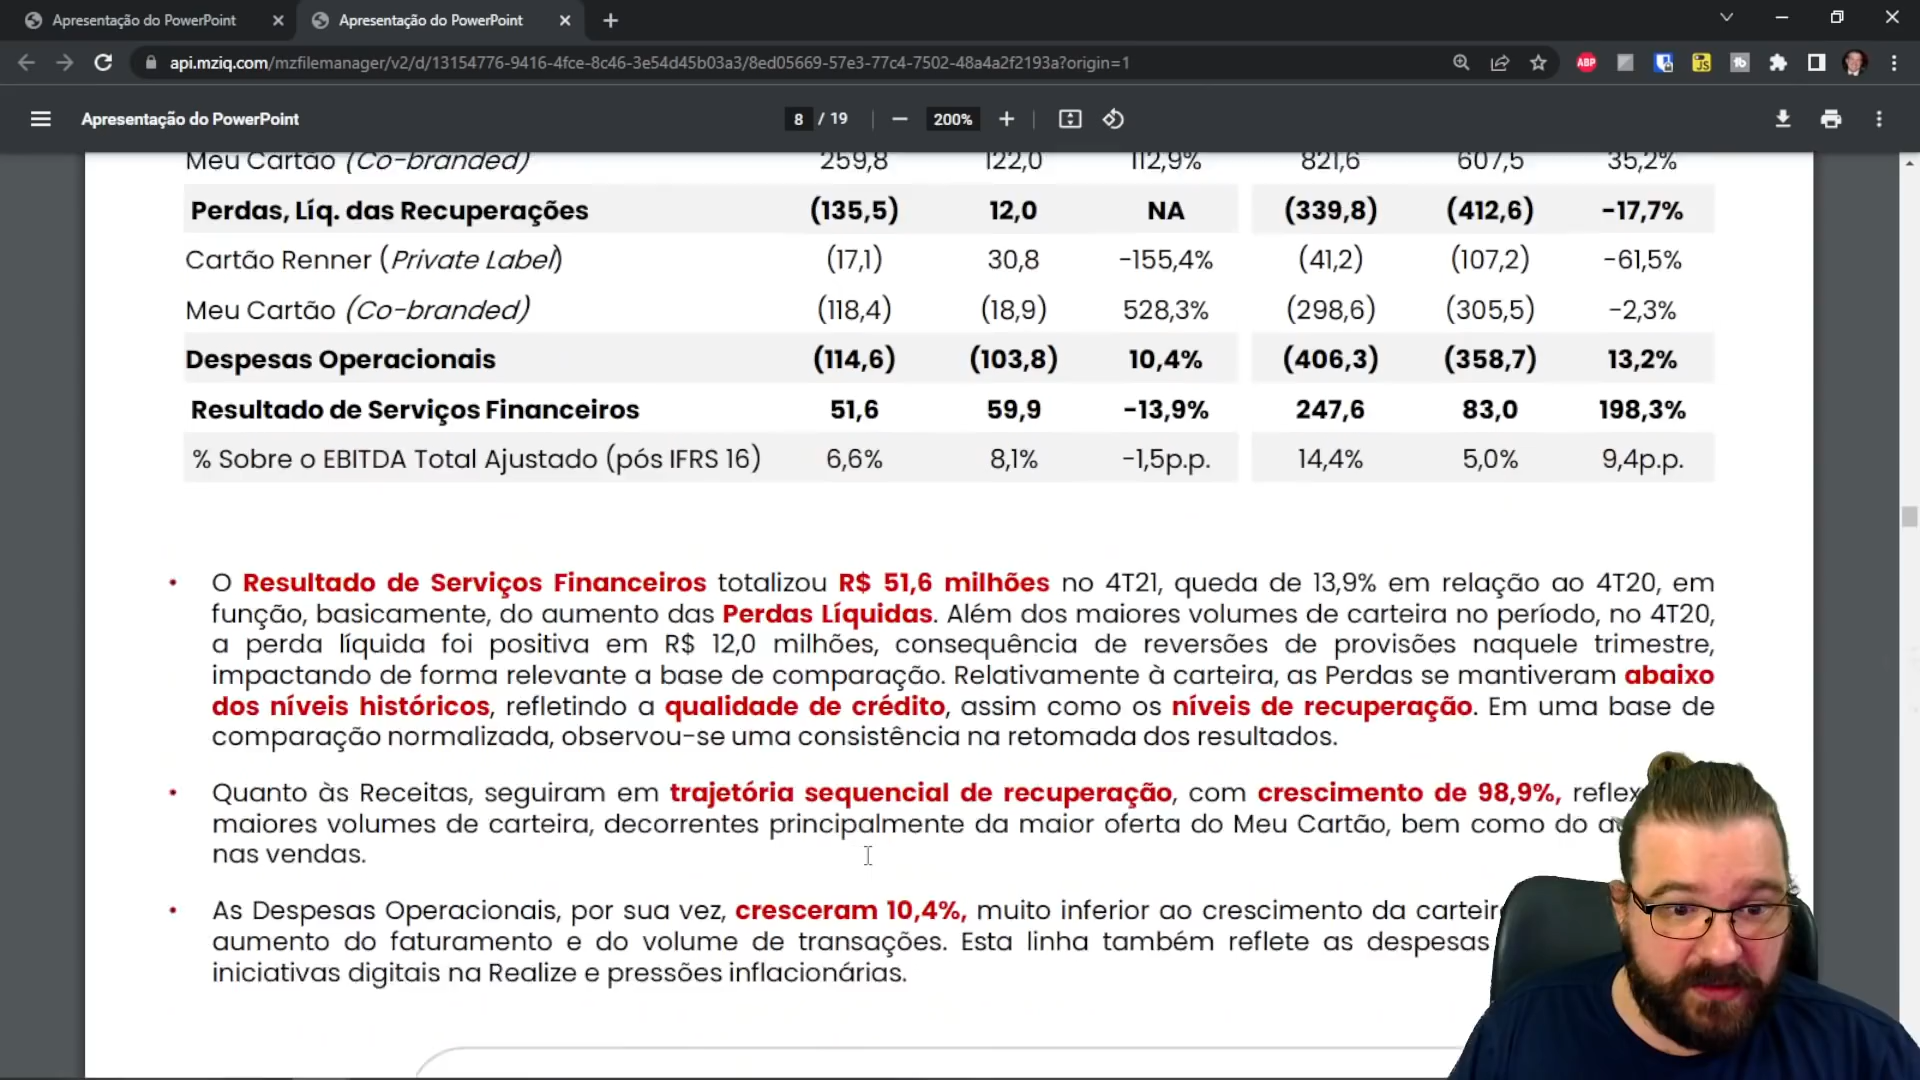 Apresentação do PowerPoint
Apresentação do PowerPoint
api.mziq.com/mzfilemanager/v2/d/13154776-9416-4fce-8c46-3e54d45b03a3/8ed05669-57e3-77c4-7502-48a4a2f2193a?origin=1
ABP
JS
Apresentação do PowerPoint
8 / 19
200%
Meu Cartão (Co-branded) 259,8 122,0 112,9% 821,6 607,5 35,2%
Perdas, Líq. das Recuperações (135,5) 12,0 NA (339,8) (412,6) -17,7%
Cartão Renner (Private Label) (17,1) 30,8 -155,4% (41,2) (107,2) -61,5%
Meu Cartão (Co-branded) (118,4) (18,9) 528,3% (298,6) (305,5) -2,3%
Despesas Operacionais (114,6) (103,8) 10,4% (406,3) (358,7) 13,2%
Resultado de Serviços Financeiros 51,6 59,9 -13,9% 247,6 83,0 198,3%
% Sobre o EBITDA Total Ajustado (pós IFRS 16) 6,6% 8,1% -1,5p.p. 14,4% 5,0% 9,4p.p.
• O Resultado de Serviços Financeiros totalizou R$ 51,6 milhões no 4T21, queda de 13,9% em relação ao 4T20, em
função, basicamente, do aumento das Perdas Líquidas. Além dos maiores volumes de carteira no período, no 4T20,
a perda líquida foi positiva em R$ 12,0 milhões, consequência de reversões de provisões naquele trimestre,
impactando de forma relevante a base de comparação. Relativamente à carteira, as Perdas se mantiveram abaixo
dos níveis históricos, refletindo a qualidade de crédito, assim como os níveis de recuperação. Em uma base de
comparação normalizada, observou-se uma consistência na retomada dos resultados.
• Quanto às Receitas, seguiram em trajetória sequencial de recuperação, com crescimento de 98,9%,
maiores volumes de carteira, decorrentes principalmente da maior oferta do Meu Cartão, bem como do
nas vendas.
• As Despesas Operacionais, por sua vez, cresceram 10,4%, muito inferior ao crescimento da
aumento do faturamento e do volume de transações. Esta linha também reflete as despesas
iniciativas digitais na Realize e pressões inflacionárias.